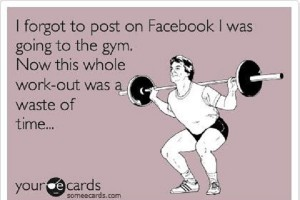 I forgot to post on Facebook I was
going to the gym.
Now this whole
work-out was a
waste of
time...
your e cards
someecards.com